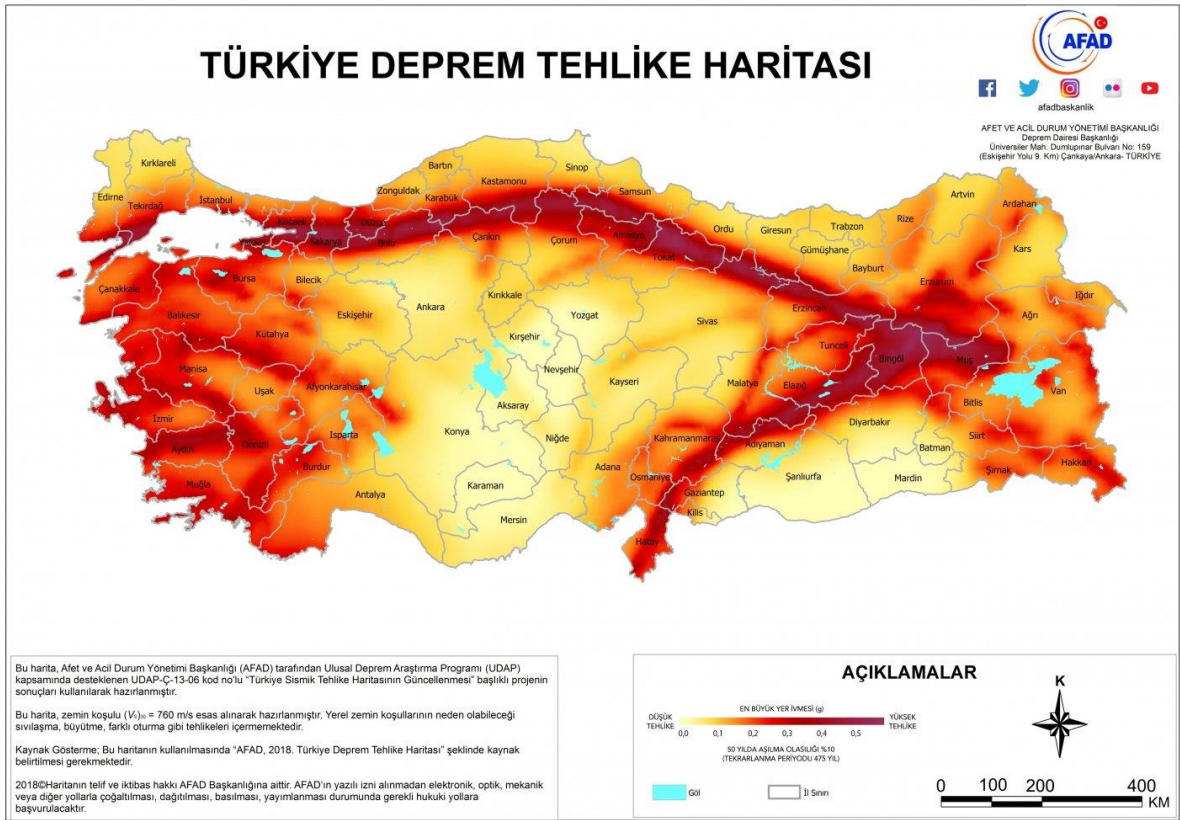 TÜRKİYE DEPREM TEHLİKE HARİTASI
AFAD
afadbaskanlik
AFET VE ACİL DURUM YÖNETİMİ BAŞKANLIĞI
Deprem Dairesi Başkanlığı
Üniversiler Mah. Dumlupınar Bulvarı No: 159
(Eskişehir Yolu 9. Km) Çankaya/Ankara- TÜRKİYE
Kırklareli
Edirne
Tekirdağ
İstanbul
Kocaeli
Yalova
Sakarya
Düzce
Bolu
Zonguldak
Bartın
Karabük
Kastamonu
Sinop
Samsun
Çankırı
Çorum
Amasya
Tokat
Ordu
Giresun
Trabzon
Gümüşhane
Bayburt
Rize
Artvin
Ardahan
Kars
Iğdır
Ağrı
Erzurum
Erzincan
Çanakkale
Balıkesir
Bursa
Bilecik
Eskişehir
Kütahya
Ankara
Kırıkkale
Kırşehir
Yozgat
Sivas
Tunceli
Bingöl
Muş
Manisa
Uşak
Afyonkarahisar
Nevşehir
Kayseri
Malatya
Elazığ
Bitlis
Van
İzmir
Aydın
Denizli
Isparta
Burdur
Konya
Aksaray
Niğde
Kahramanmaraş
Adıyaman
Diyarbakır
Batman
Siirt
Şırnak
Hakkari
Muğla
Antalya
Karaman
Mersin
Adana
Osmaniye
Gaziantep
Kilis
Şanlıurfa
Mardin
Hatay
Bu harita, Afet ve Acil Durum Yönetimi Başkanlığı (AFAD) tarafından Ulusal Deprem Araştırma Programı (UDAP)
kapsamında desteklenen UDAP-Ç-13-06 kod no'lu "Türkiye Sismik Tehlike Haritasının Güncellenmesi" başlıklı projenin
sonuçları kullanılarak hazırlanmıştır.
Bu harita, zemin koşulu (Vs)30 = 760 m/s esas alınarak hazırlanmıştır. Yerel zemin koşullarının neden olabileceği
sıvılaşma, büyütme, farklı oturma gibi tehlikeleri içermemektedir.
Kaynak Gösterme; Bu haritanın kullanılmasında "AFAD, 2018. Türkiye Deprem Tehlike Haritası" şeklinde kaynak
belirtilmesi gerekmektedir.
2018©Haritanın telif ve iktibas hakkı AFAD Başkanlığına aittir. AFAD'ın yazılı izni alınmadan elektronik, optik, mekanik
veya diğer yollarla çoğaltılması, dağıtılması, basılması, yayımlanması durumunda gerekli hukuki yollara
başvurulacaktır.
AÇIKLAMALAR
EN BÜYÜK YER İVMESİ (g)
DÜŞÜK TEHLİKE
0,0 0,1 0,2 0,3 0,4 0,5
YÜKSEK TEHLİKE
50 YILDA AŞILMA OLASILIĞI %10
(TEKRARLANMA PERİYODU 475 YIL)
Göl
İl Sınırı
K
0 100 200 400
KM